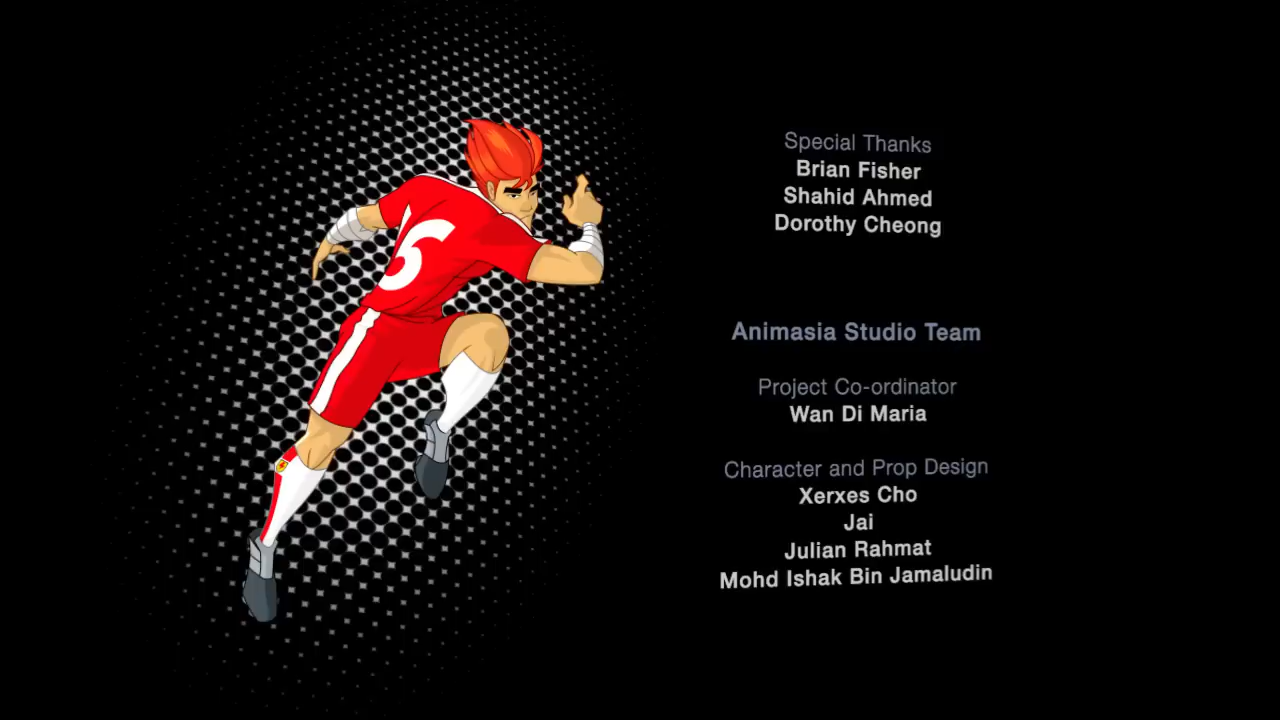 Special Thanks
Brian Fisher
Shahid Ahmed
Dorothy Cheong
Animasia Studio Team
Project Co-ordinator
Wan Di Maria
Character and Prop Design
Xerxes Cho
Jai
Julian Rahmat
Mohd Ishak Bin Jamaludin
6